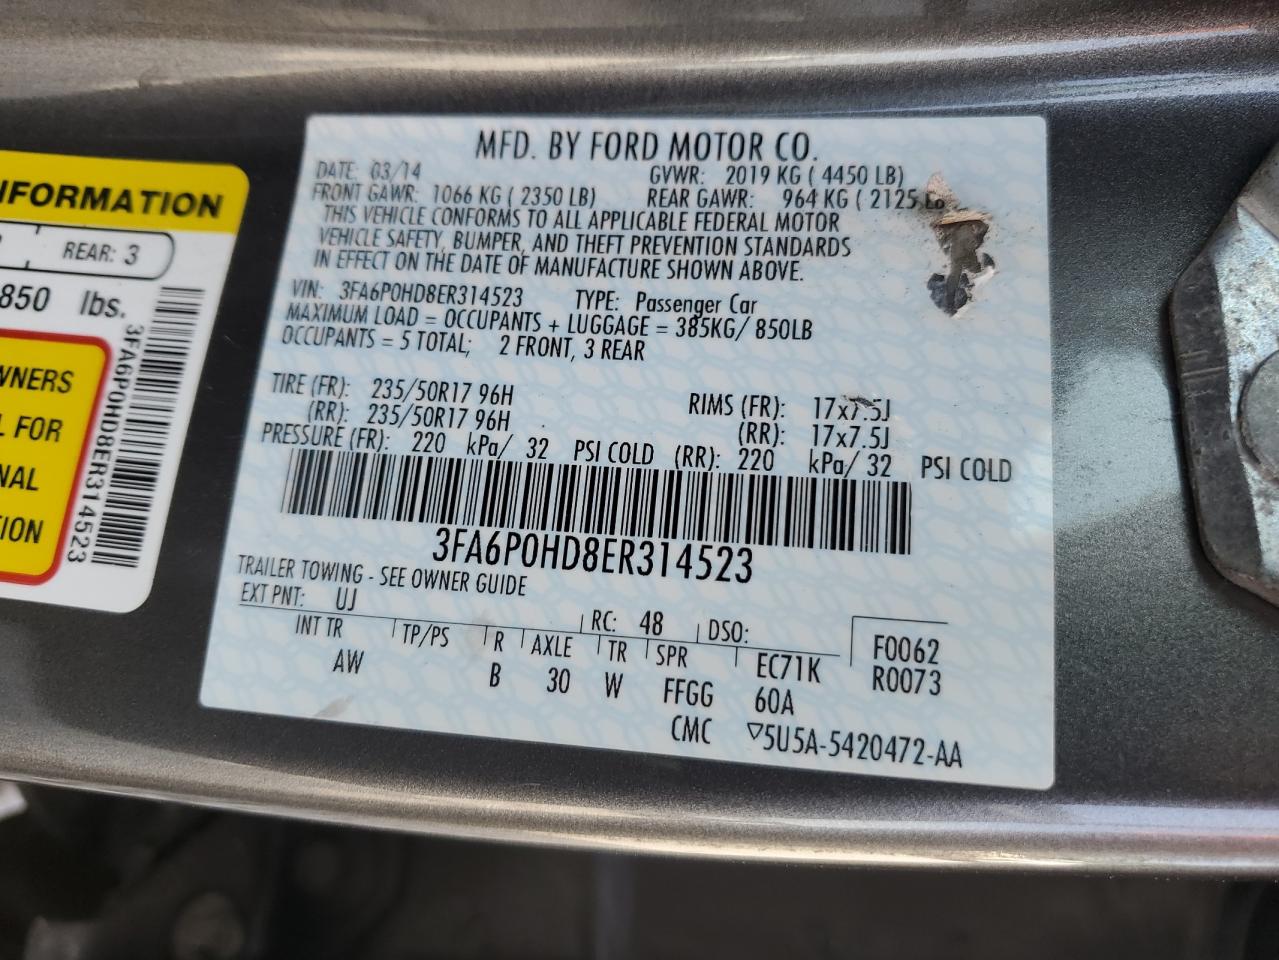 NFORMATION
REAR: 3
850 lbs.
WNERS
L FOR
NAL
TION
3FA6P0HD8ER314523
MFD. BY FORD MOTOR CO.
DATE: 03/14 GVWR: 2019 KG ( 4450 LB)
FRONT GAWR: 1066 KG ( 2350 LB) REAR GAWR: 964 KG ( 2125 LB
THIS VEHICLE CONFORMS TO ALL APPLICABLE FEDERAL MOTOR
VEHICLE SAFETY, BUMPER, AND THEFT PREVENTION STANDARDS
IN EFFECT ON THE DATE OF MANUFACTURE SHOWN ABOVE.
VIN: 3FA6P0HD8ER314523 TYPE: Passenger Car
MAXIMUM LOAD = OCCUPANTS + LUGGAGE = 385KG/ 850LB
OCCUPANTS = 5 TOTAL; 2 FRONT, 3 REAR
TIRE (FR): 235/50R17 96H RIMS (FR): 17x7.5J
(RR): 235/50R17 96H (RR): 17x7.5J
PRESSURE (FR): 220 kPa/ 32 PSI COLD (RR): 220 kPa/ 32 PSI COLD
3FA6P0HD8ER314523
TRAILER TOWING - SEE OWNER GUIDE
EXT PNT: UJ RC: 48 DSO: F0062
INT TR TP/PS R AXLE TR SPR EC71K R0073
AW B 30 W FFGG 60A
CMC ▽5U5A-5420472-AA